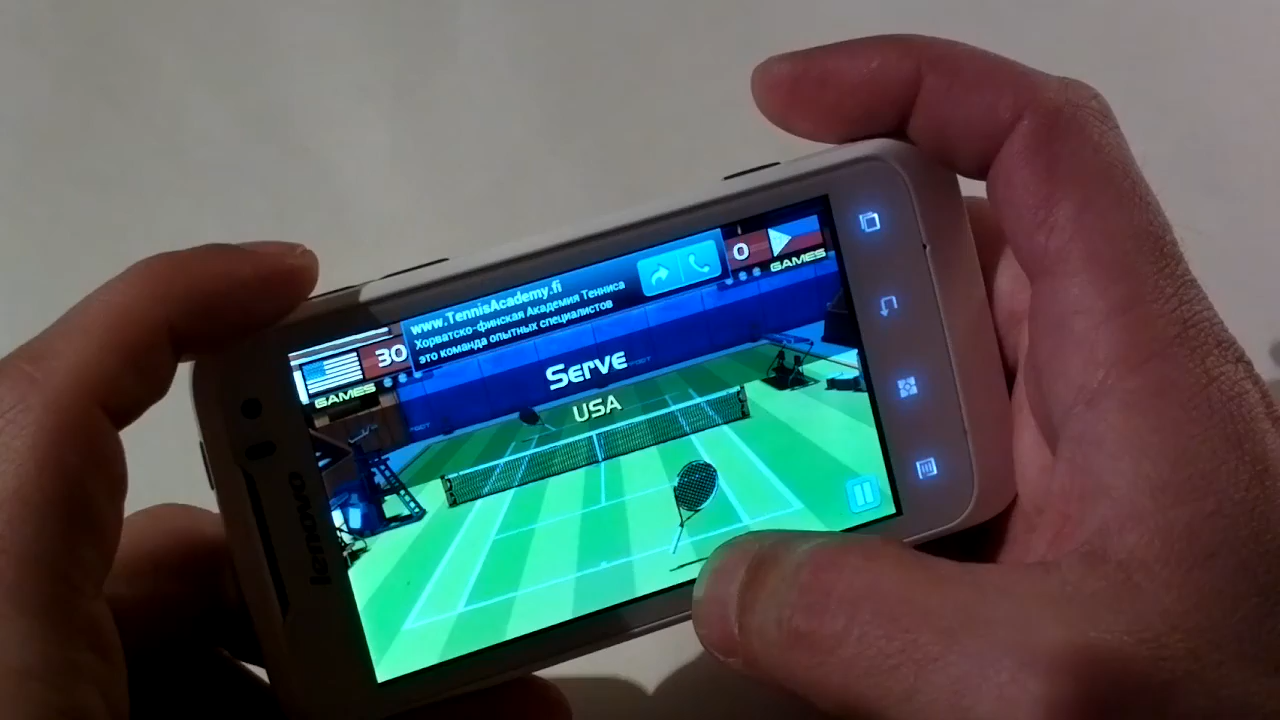 www.TennisAcademy.fi
Хорватско-финская Академия Тенниса
это команда опытных специалистов
0
GAMES
30
GAMES
Serve
USA
lenovo